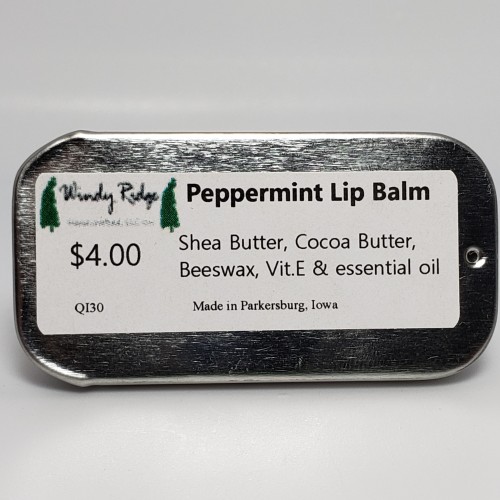 Windy Ridge
Peppermint Lip Balm
$4.00
Shea Butter, Cocoa Butter,
Beeswax, Vit.E & essential oil
QI30
Made in Parkersburg, Iowa